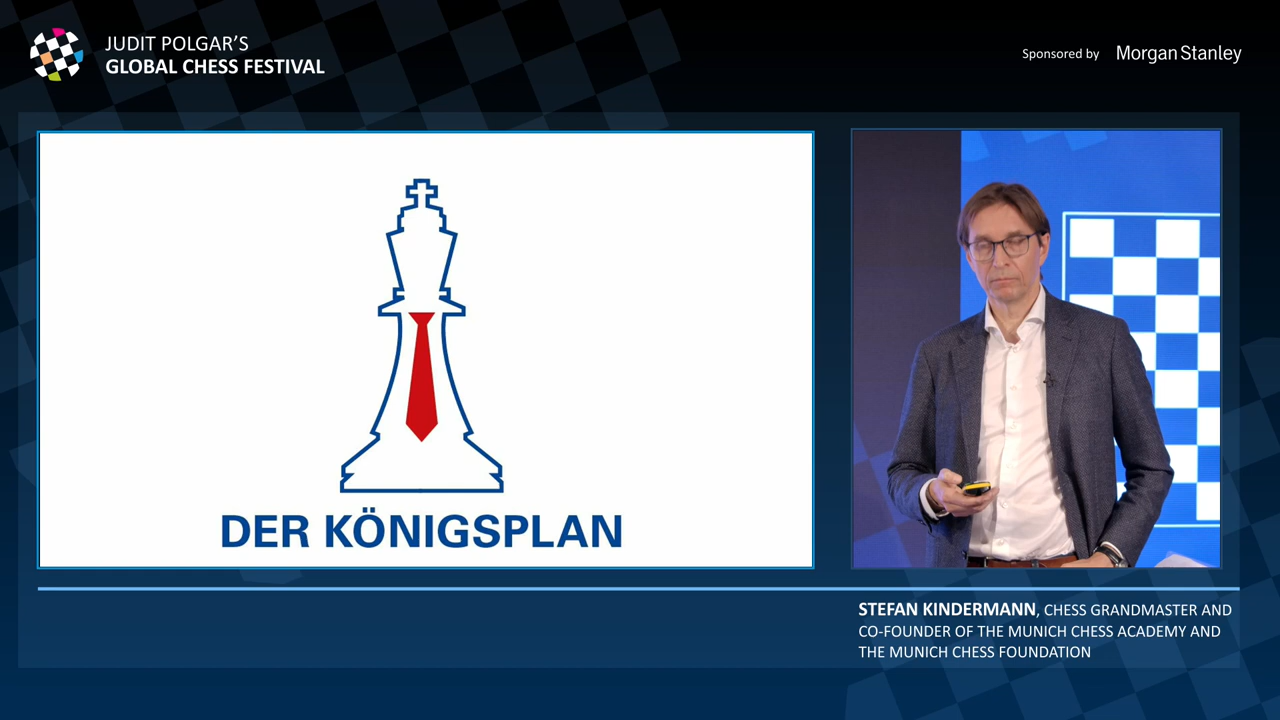 JUDIT POLGAR'S
GLOBAL CHESS FESTIVAL
Sponsored by Morgan Stanley
DER KÖNIGSPLAN
STEFAN KINDERMANN, CHESS GRANDMASTER AND
CO-FOUNDER OF THE MUNICH CHESS ACADEMY AND
THE MUNICH CHESS FOUNDATION